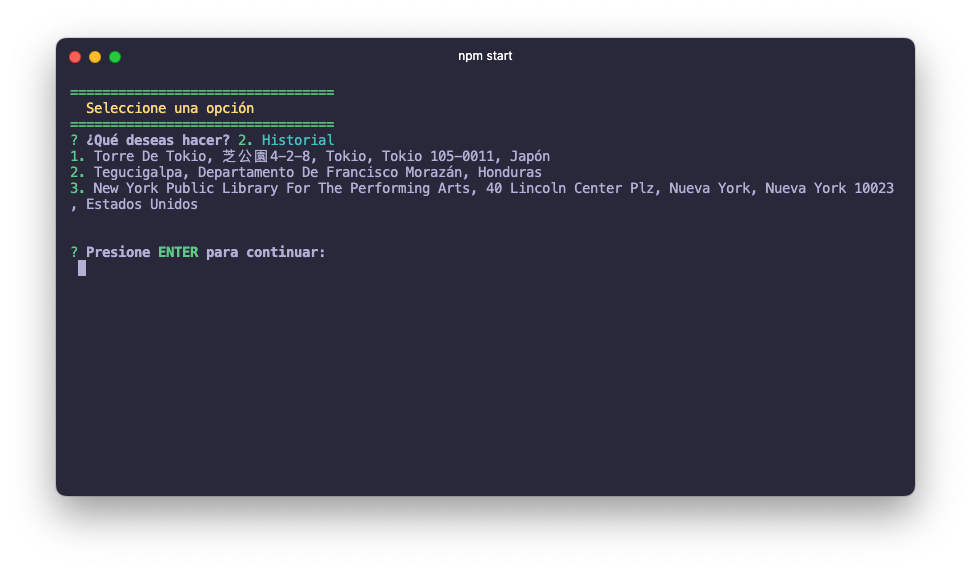 npm start
=================================
Seleccione una opción
=================================
? ¿Qué deseas hacer? 2. Historial
1. Torre De Tokio, 芝公園4-2-8, Tokio, Tokio 105-0011, Japón
2. Tegucigalpa, Departamento De Francisco Morazán, Honduras
3. New York Public Library For The Performing Arts, 40 Lincoln Center Plz, Nueva York, Nueva York 10023
, Estados Unidos
? Presione ENTER para continuar: